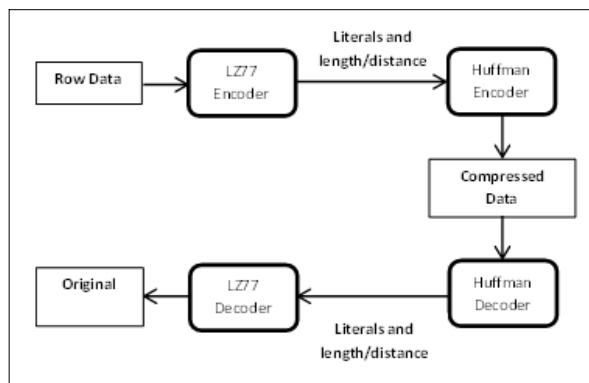 Literals and
length/distance
Row Data
LZ77
Encoder
Huffman
Encoder
Compressed
Data
Original
LZ77
Decoder
Huffman
Decoder
Literals and
length/distance